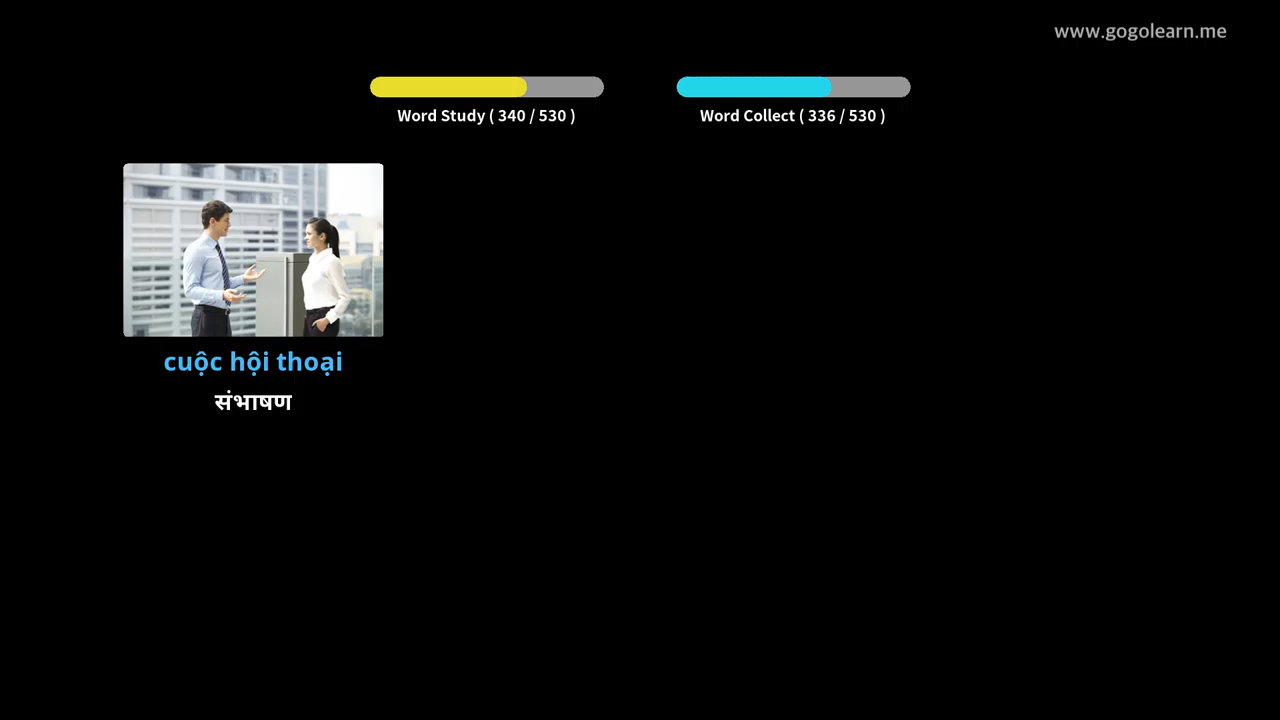 www.gogolearn.me
Word Study ( 340 / 530 )
Word Collect ( 336 / 530 )
cuộc hội thoại
संभाषण